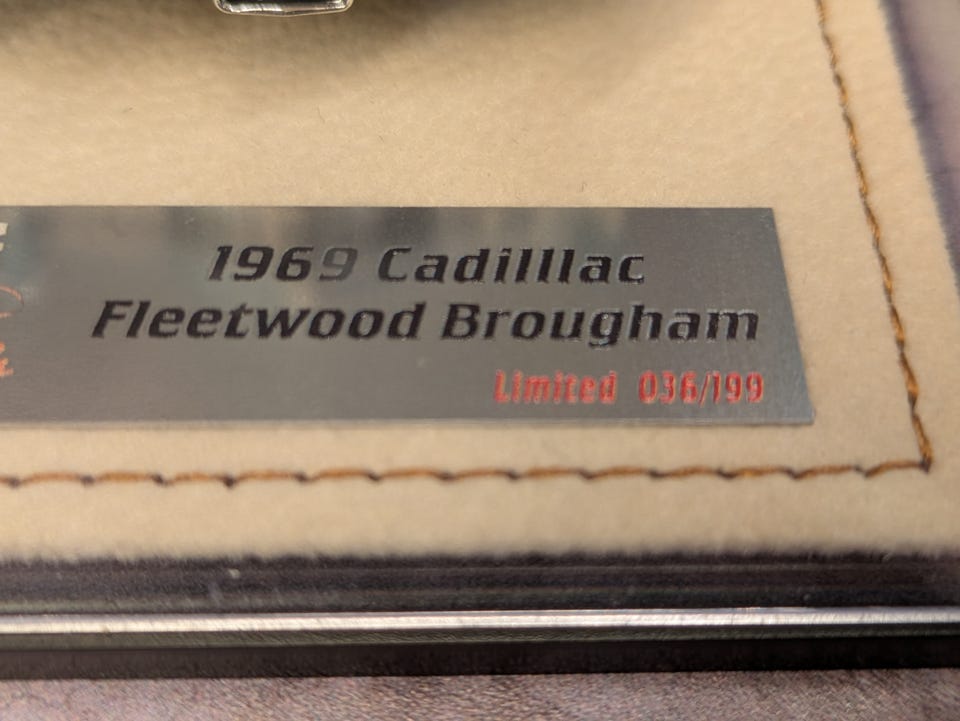 1969 Cadilllac
Fleetwood Brougham
Limited 036/199